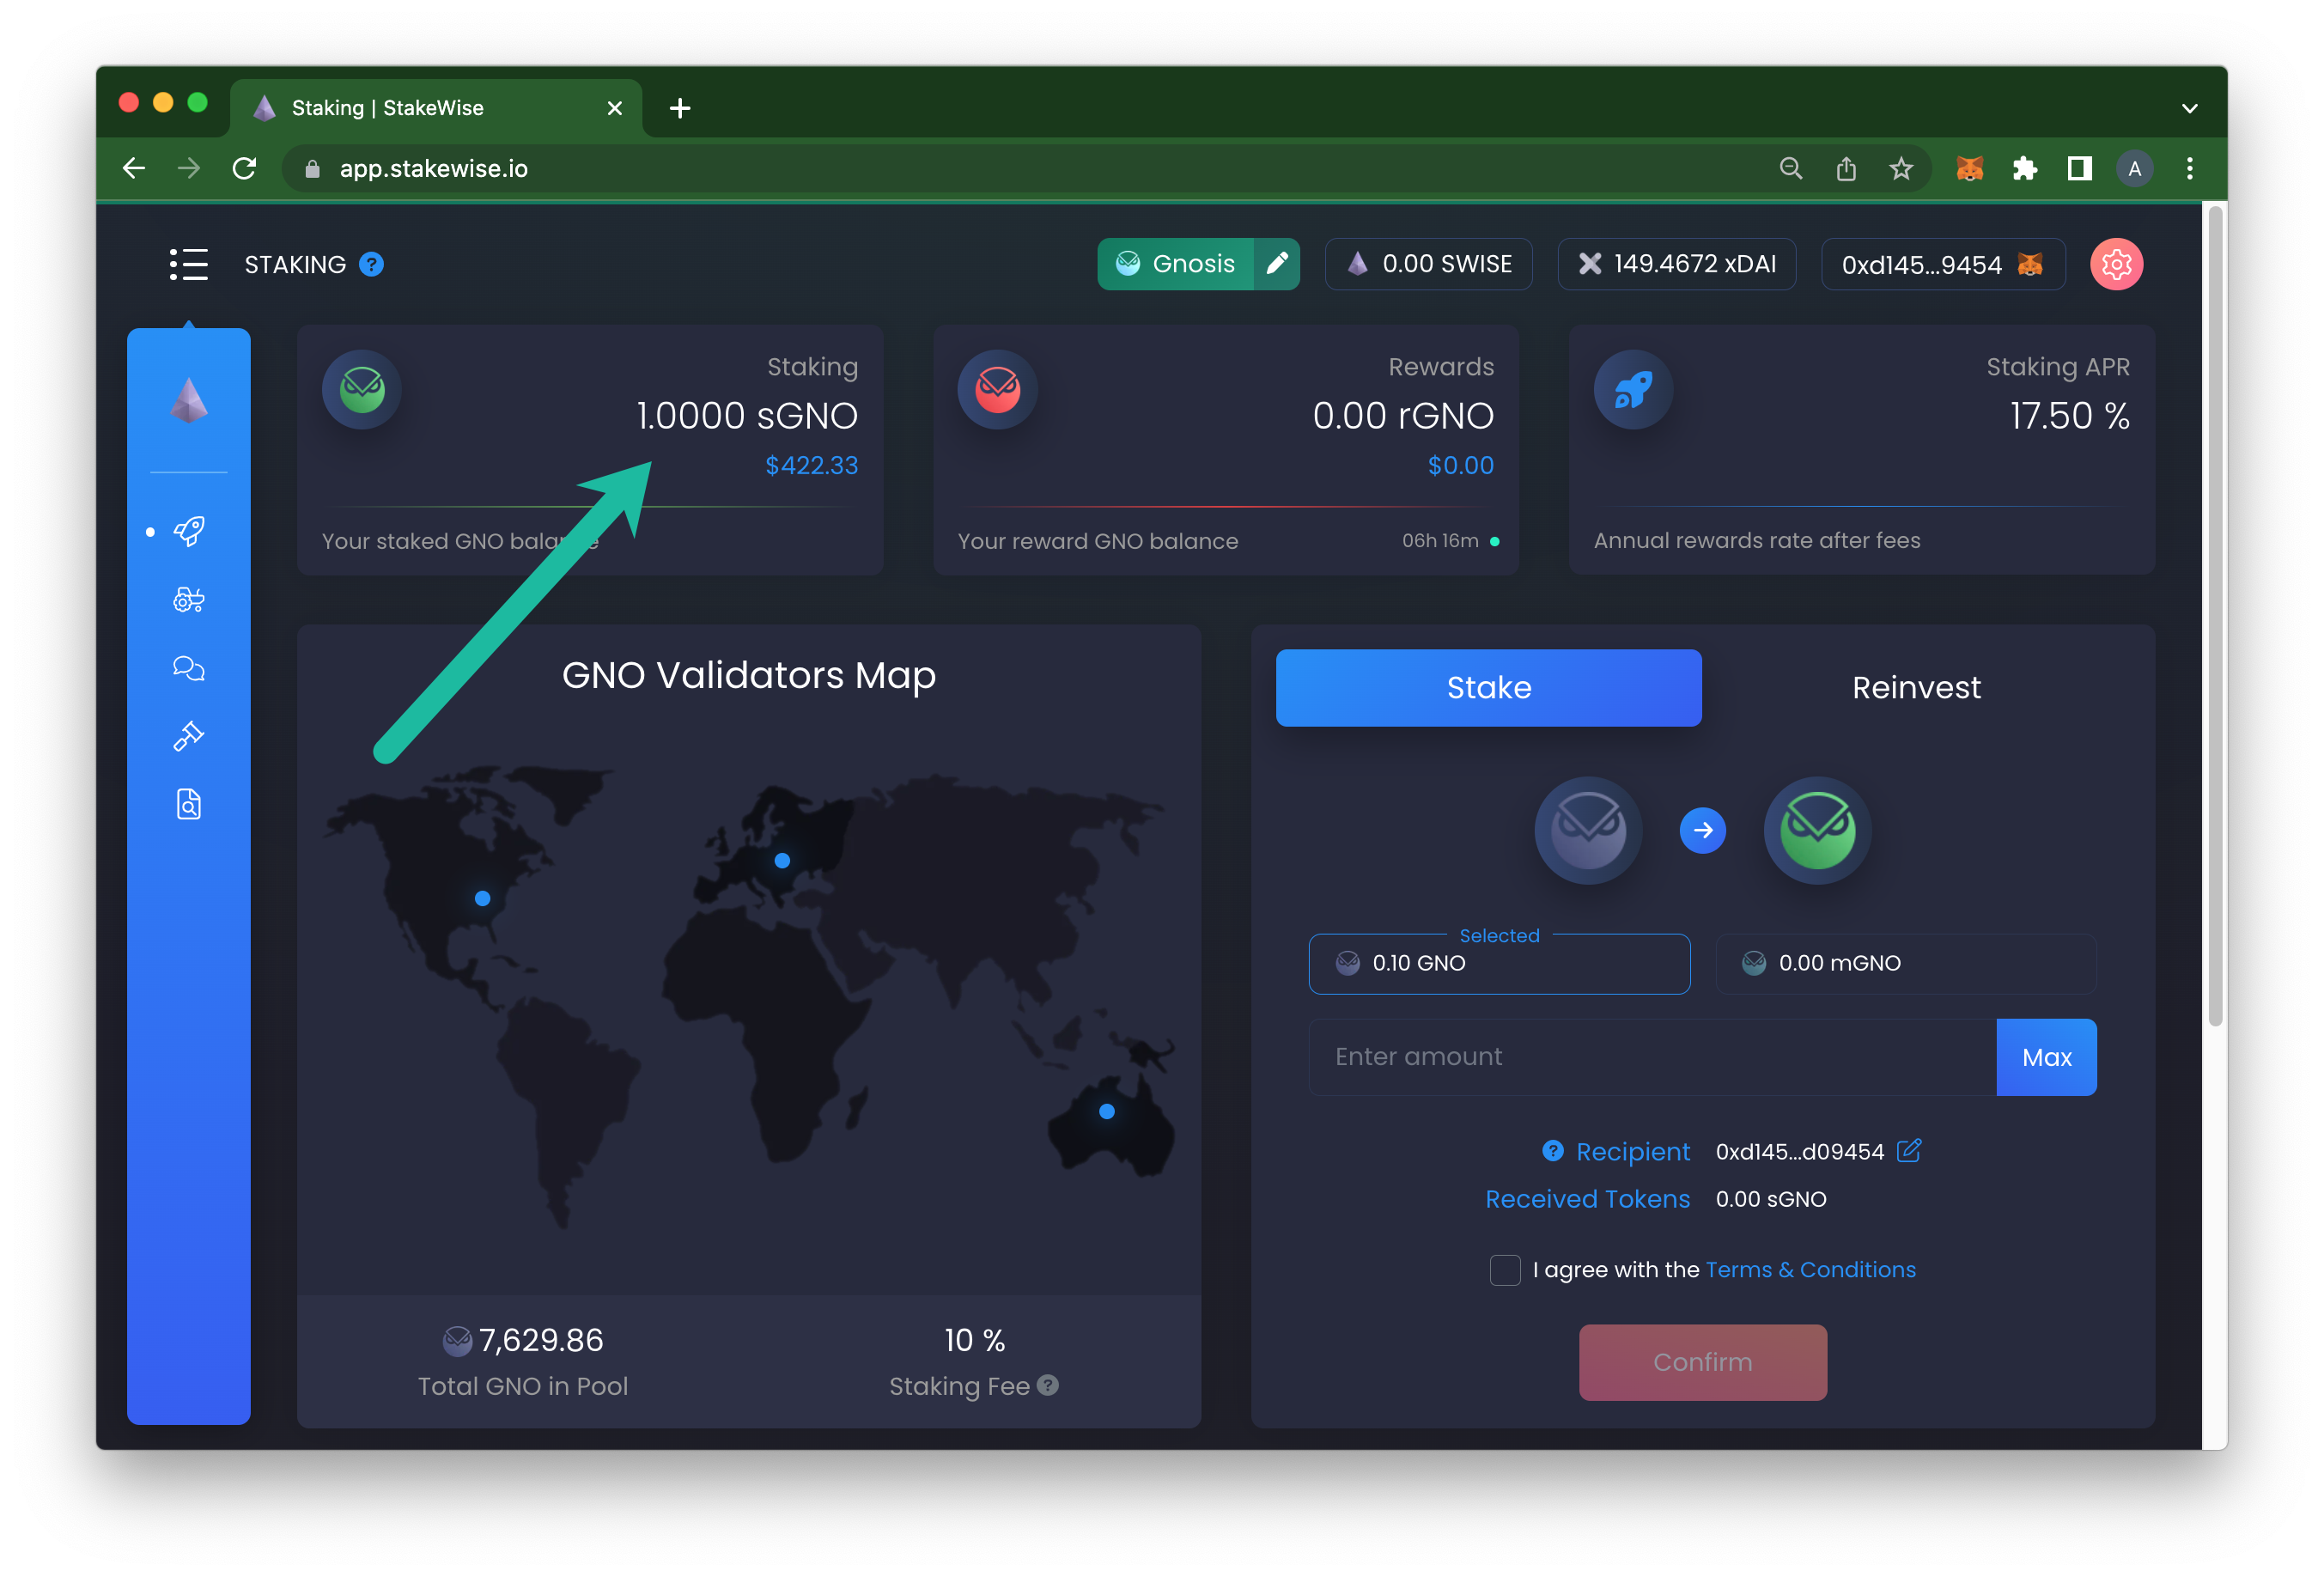 Staking | StakeWise
app.stakewise.io
A
STAKING ?
Gnosis
0.00 SWISE
149.4672 xDAI
0xd145...9454
Staking
1.0000 sGNO
$422.33
Your staked GNO balance
Rewards
0.00 rGNO
$0.00
Your reward GNO balance
06h 16m
Staking APR
17.50 %
Annual rewards rate after fees
GNO Validators Map
7,629.86
Total GNO in Pool
10 %
Staking Fee ?
Stake
Reinvest
Selected
0.10 GNO
0.00 mGNO
Enter amount
Max
? Recipient 0xd145...d09454
Received Tokens 0.00 sGNO
I agree with the Terms & Conditions
Confirm